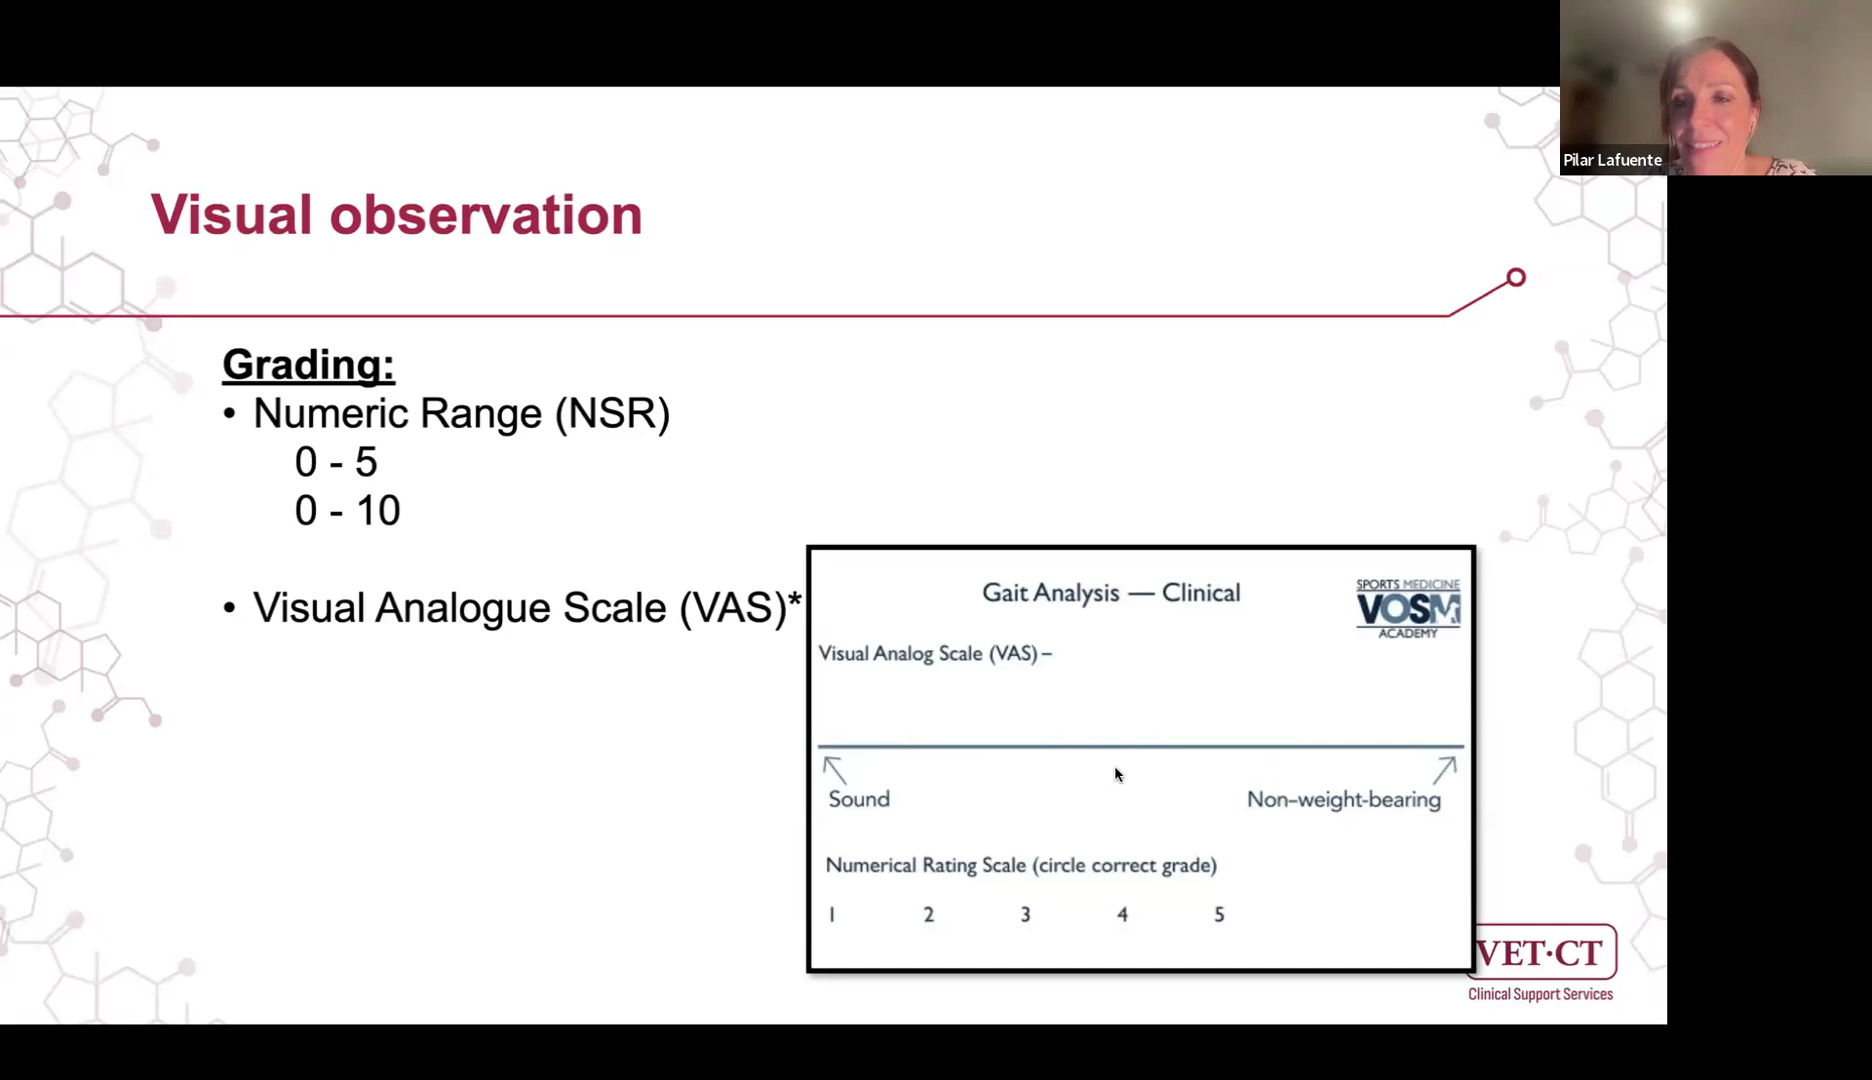 Pilar Lafuente
Visual observation
Grading:
• Numeric Range (NSR)
0 - 5
0 - 10
• Visual Analogue Scale (VAS)*
Gait Analysis — Clinical
SPORTS MEDICINE
VOSM
ACADEMY
Visual Analog Scale (VAS) –
Sound
Non-weight-bearing
Numerical Rating Scale (circle correct grade)
1 2 3 4 5
VET·CT
Clinical Support Services